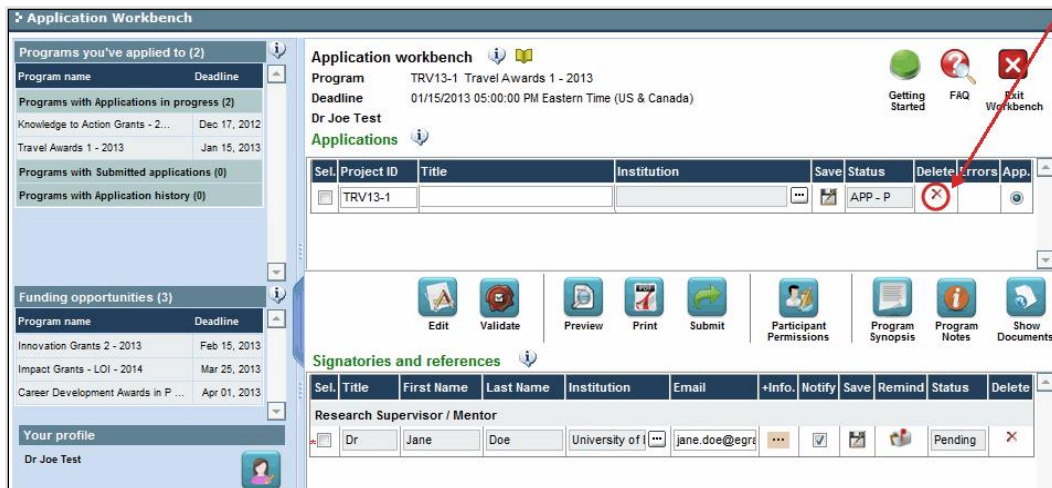 Application Workbench
Programs you've applied to (2)
Program name Deadline
Programs with Applications in progress (2)
Knowledge to Action Grants - 2... Dec 17, 2012
Travel Awards 1 - 2013 Jan 15, 2013
Programs with Submitted applications (0)
Programs with Application history (0)
Funding opportunities (3)
Program name Deadline
Innovation Grants 2 - 2013 Feb 15, 2013
Impact Grants - LOI - 2014 Mar 25, 2013
Career Development Awards in P ... Apr 01, 2013
Your profile
Dr Joe Test
Application workbench
Program TRV13-1 Travel Awards 1 - 2013
Deadline 01/15/2013 05:00:00 PM Eastern Time (US & Canada)
Dr Joe Test
Getting Started
FAQ
Exit Workbench
Applications
Sel. Project ID Title Institution Save Status Delete Errors App.
TRV13-1 ... APP - P
Edit Validate Preview PDF Print Submit Participant Permissions Program Synopsis Program Notes Show Documents
Signatories and references
Sel. Title First Name Last Name Institution Email +Info. Notify Save Remind Status Delete
Research Supervisor / Mentor
Dr Jane Doe University of ... jane.doe@egra ... Pending